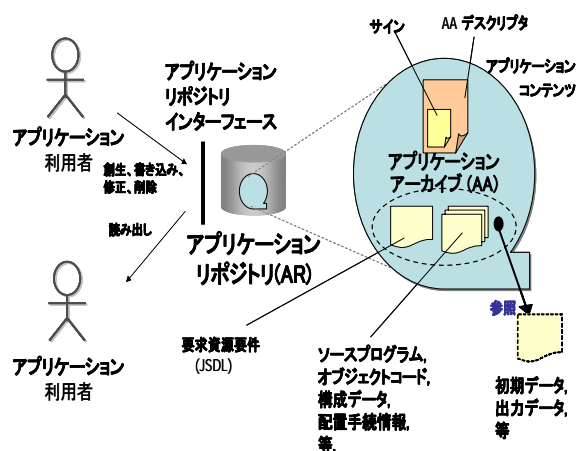 サイン
AA デスクリプタ
アプリケーション
コンテンツ
アプリケーション
リポジトリ
インターフェース
アプリケーション
利用者
創生、書き込み、
修正、削除
読み出し
アプリケーション
アーカイブ (AA)
アプリケーション
リポジトリ(AR)
アプリケーション
利用者
参照
要求資源要件
(JSDL)
ソースプログラム,
オブジェクトコード,
構成データ,
配置手続情報,
等.
初期データ,
出力データ,
等